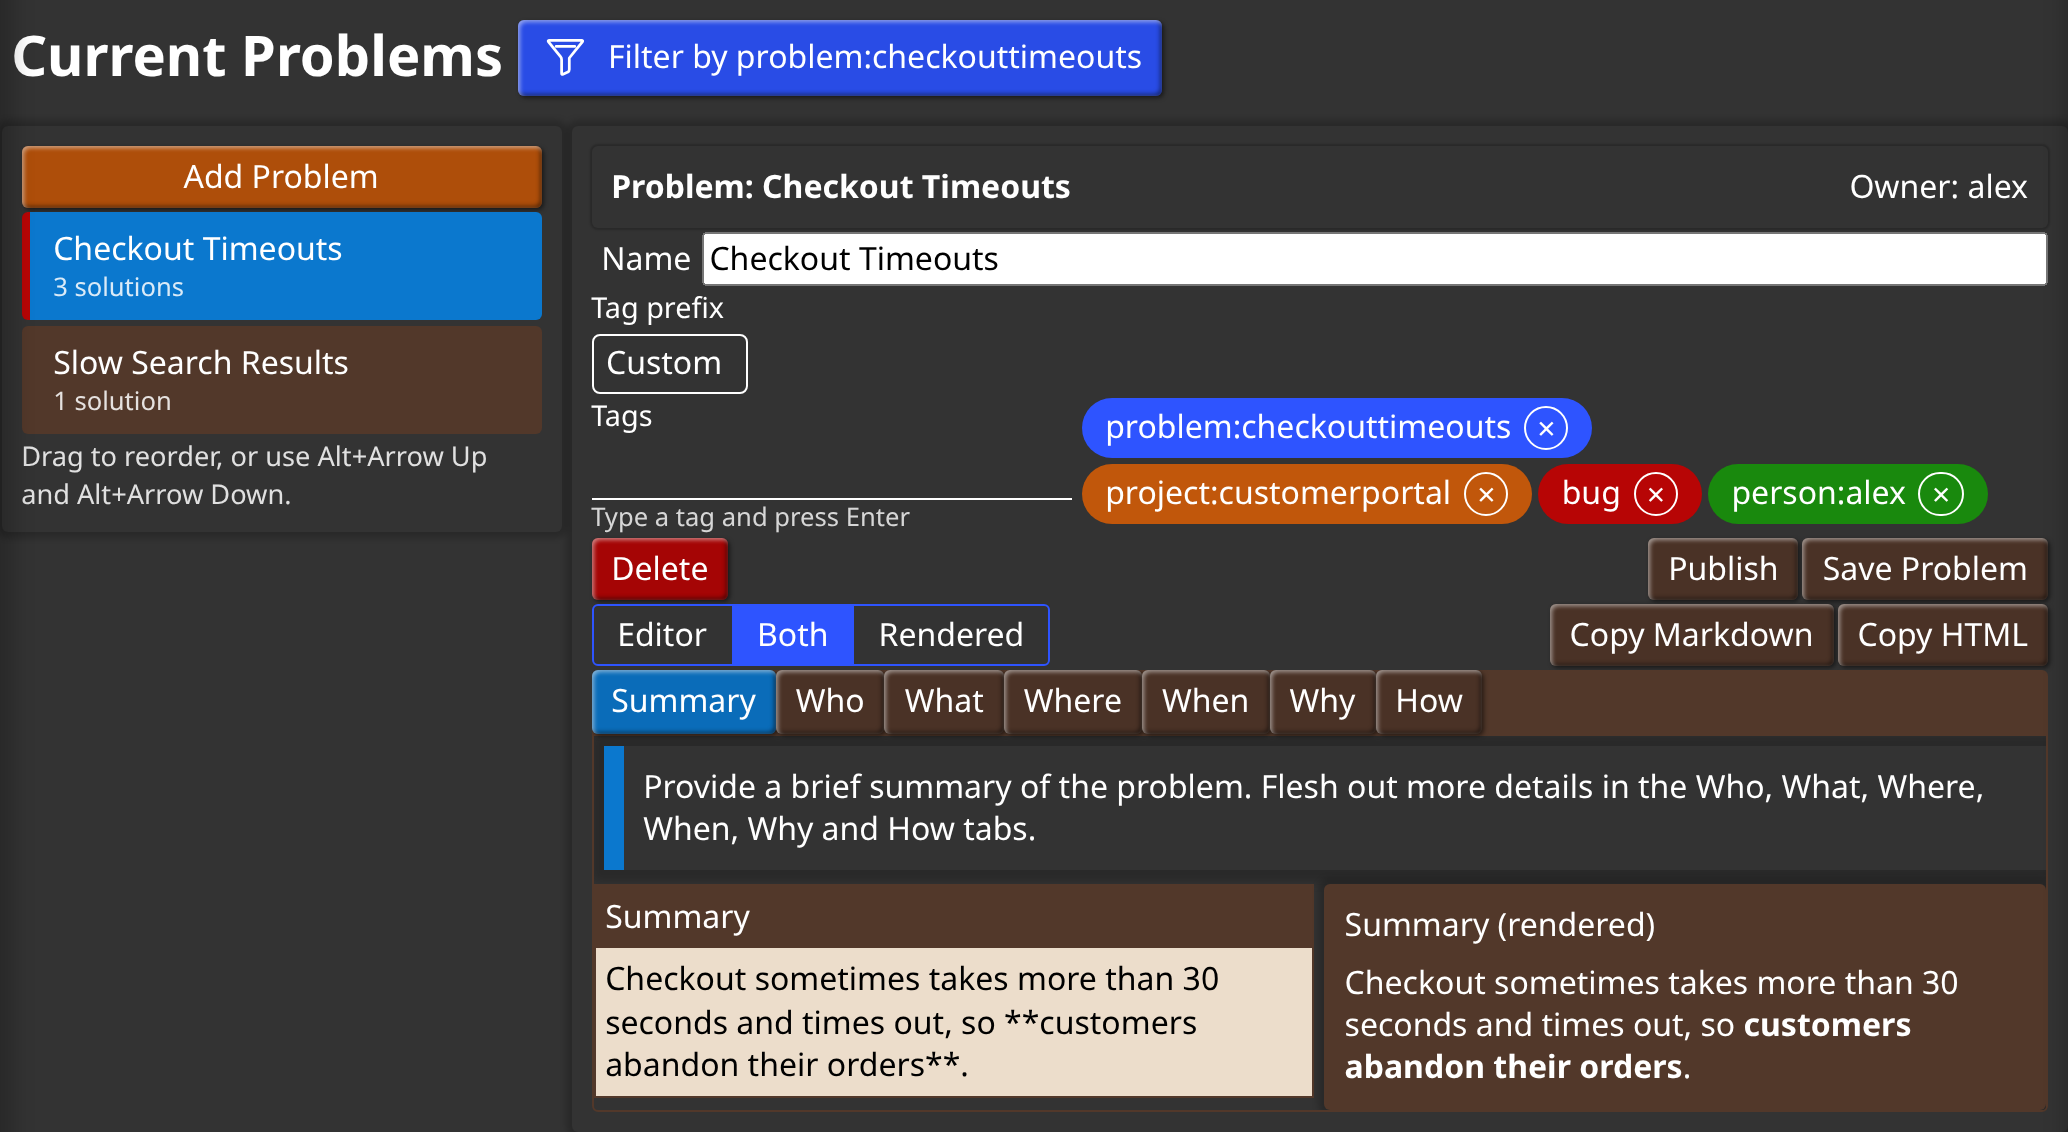 Current Problems
Filter by problem:checkouttimeouts
Add Problem
Checkout Timeouts
3 solutions
Slow Search Results
1 solution
Drag to reorder, or use Alt+Arrow Up
and Alt+Arrow Down.
Problem: Checkout Timeouts
Owner: alex
Name
Checkout Timeouts
Tag prefix
Custom
Tags
problem:checkouttimeouts
project:customerportal
bug
person:alex
Type a tag and press Enter
Delete
Publish
Save Problem
Editor
Both
Rendered
Copy Markdown
Copy HTML
Summary
Who
What
Where
When
Why
How
Provide a brief summary of the problem. Flesh out more details in the Who, What, Where,
When, Why and How tabs.
Summary
Checkout sometimes takes more than 30
seconds and times out, so **customers
abandon their orders**.
Summary (rendered)
Checkout sometimes takes more than 30
seconds and times out, so customers
abandon their orders.